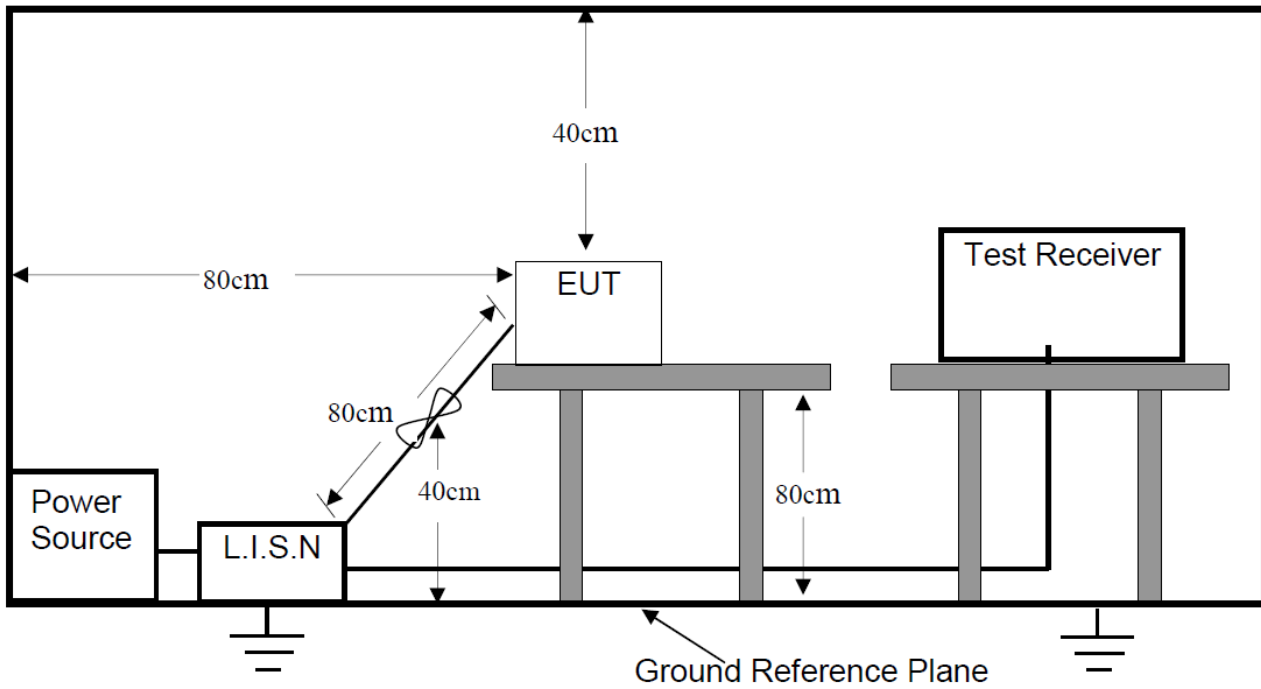 40cm
80cm
EUT
Test Receiver
80cm
40cm
80cm
Power
Source
L.I.S.N
Ground Reference Plane